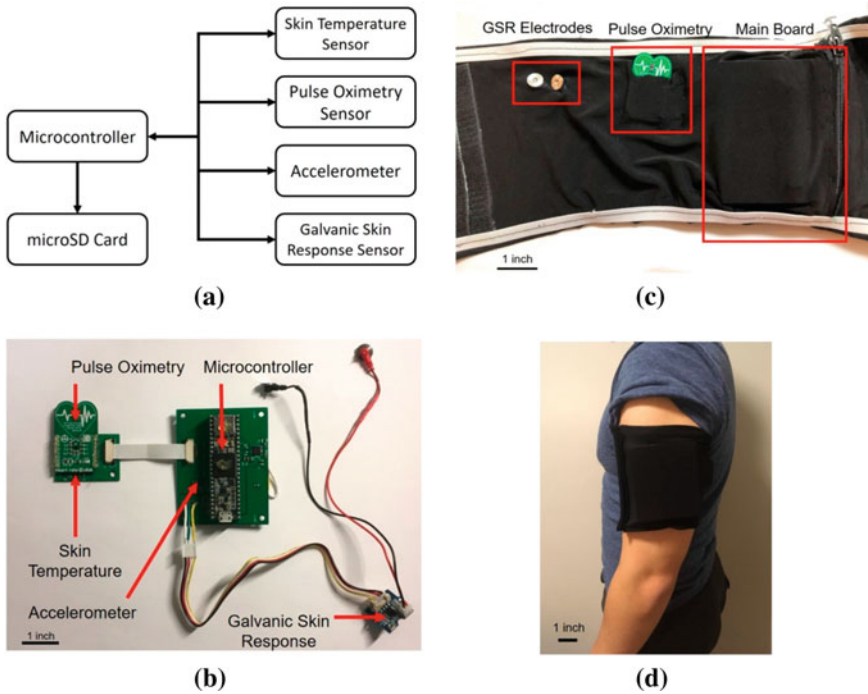 Skin Temperature
Sensor
Pulse Oximetry
Sensor
Microcontroller
Accelerometer
microSD Card
Galvanic Skin
Response Sensor
(a)
GSR Electrodes
Pulse Oximetry
Main Board
1 inch
(c)
Pulse Oximetry
Microcontroller
Skin
Temperature
Accelerometer
Galvanic Skin
Response
1 inch
(b)
1 inch
(d)